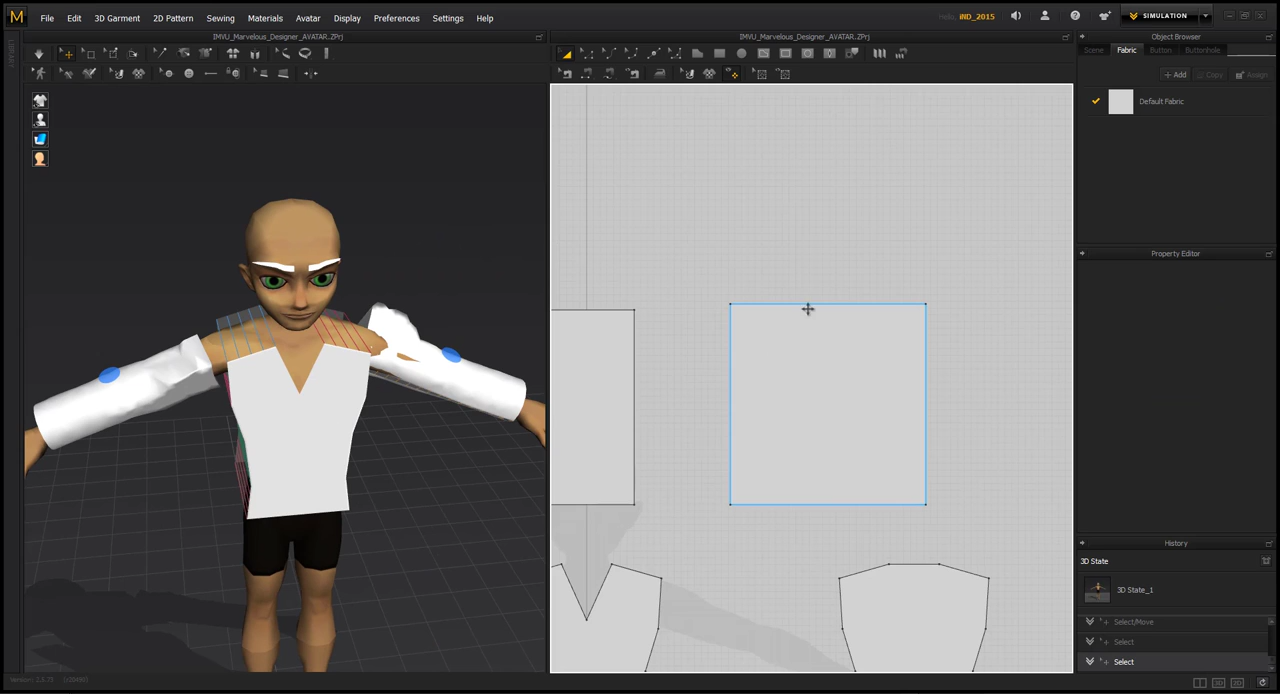 M File Edit 3D Garment 2D Pattern Sewing Materials Avatar Display Preferences Settings Help Hello, iND_2015 SIMULATION
IMVU_Marvelous_Designer_AVATAR.ZPrj
IMVU_Marvelous_Designer_AVATAR.ZPrj
Object Browser
Scene Fabric Button Buttonhole
+ Add Copy Assign
Default Fabric
LIBRARY
Property Editor
History
3D State
3D State_1
Select/Move
Select
Select